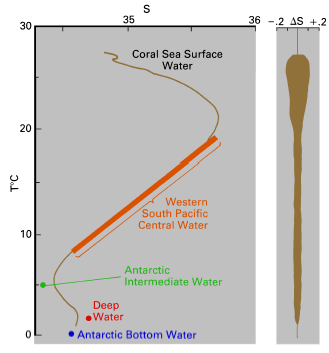 S
35
36
-.2 ΔS +.2
30
Coral Sea Surface
Water
20
T°C
Western
South Pacific
Central Water
10
Antarctic
Intermediate Water
Deep
Water
0
Antarctic Bottom Water